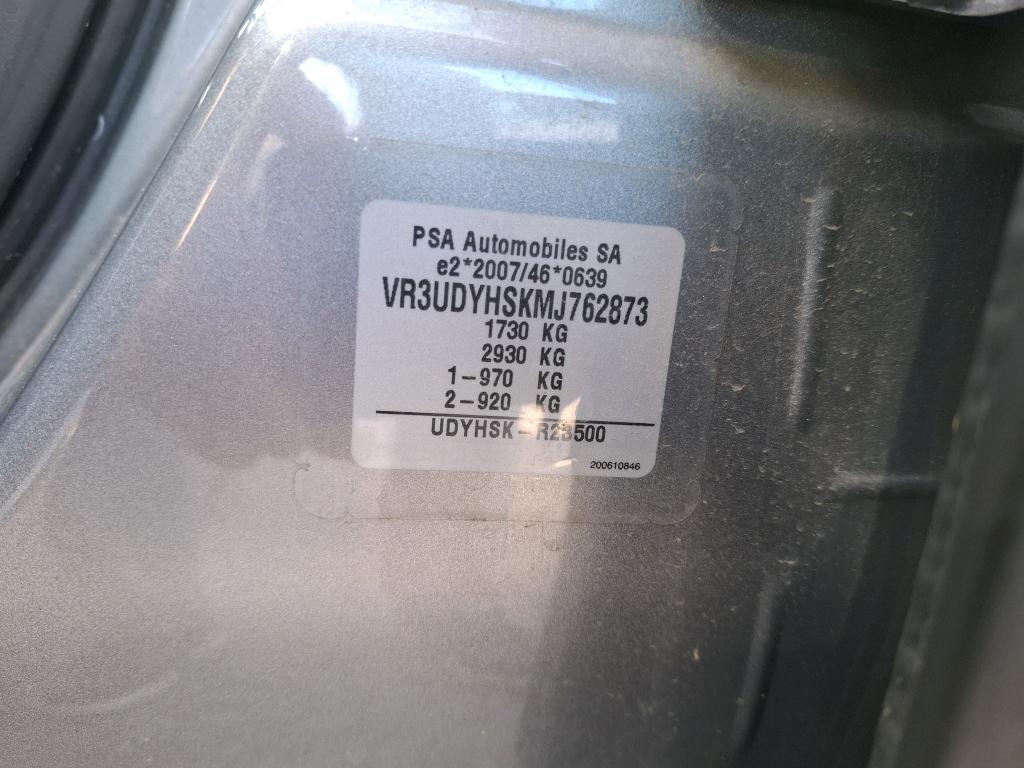 PSA Automobiles SA
e2*2007/46*0639
VR3UDYHSKMJ762873
1730 KG
2930 KG
1-970 KG
2-920 KG
UDYHSK-R2B500
200610846